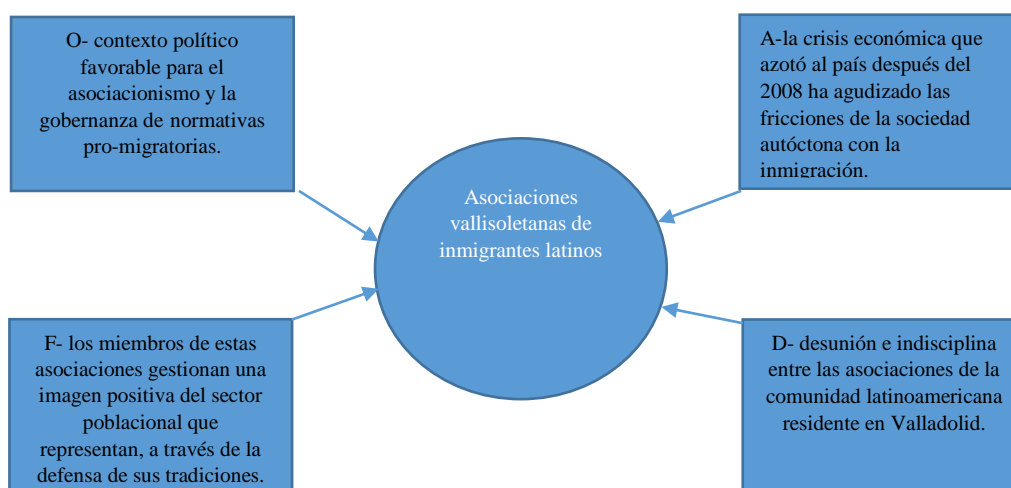 O- contexto político
favorable para el
asociacionismo y la
gobernanza de normativas
pro-migratorias.
A-la crisis económica que
azotó al país después del
2008 ha agudizado las
fricciones de la sociedad
autóctona con la
inmigración.
Asociaciones
vallisoletanas de
inmigrantes latinos
F- los miembros de estas
asociaciones gestionan una
imagen positiva del sector
poblacional que
representan, a través de la
defensa de sus tradiciones.
D- desunión e indisciplina
entre las asociaciones de la
comunidad latinoamericana
residente en Valladolid.